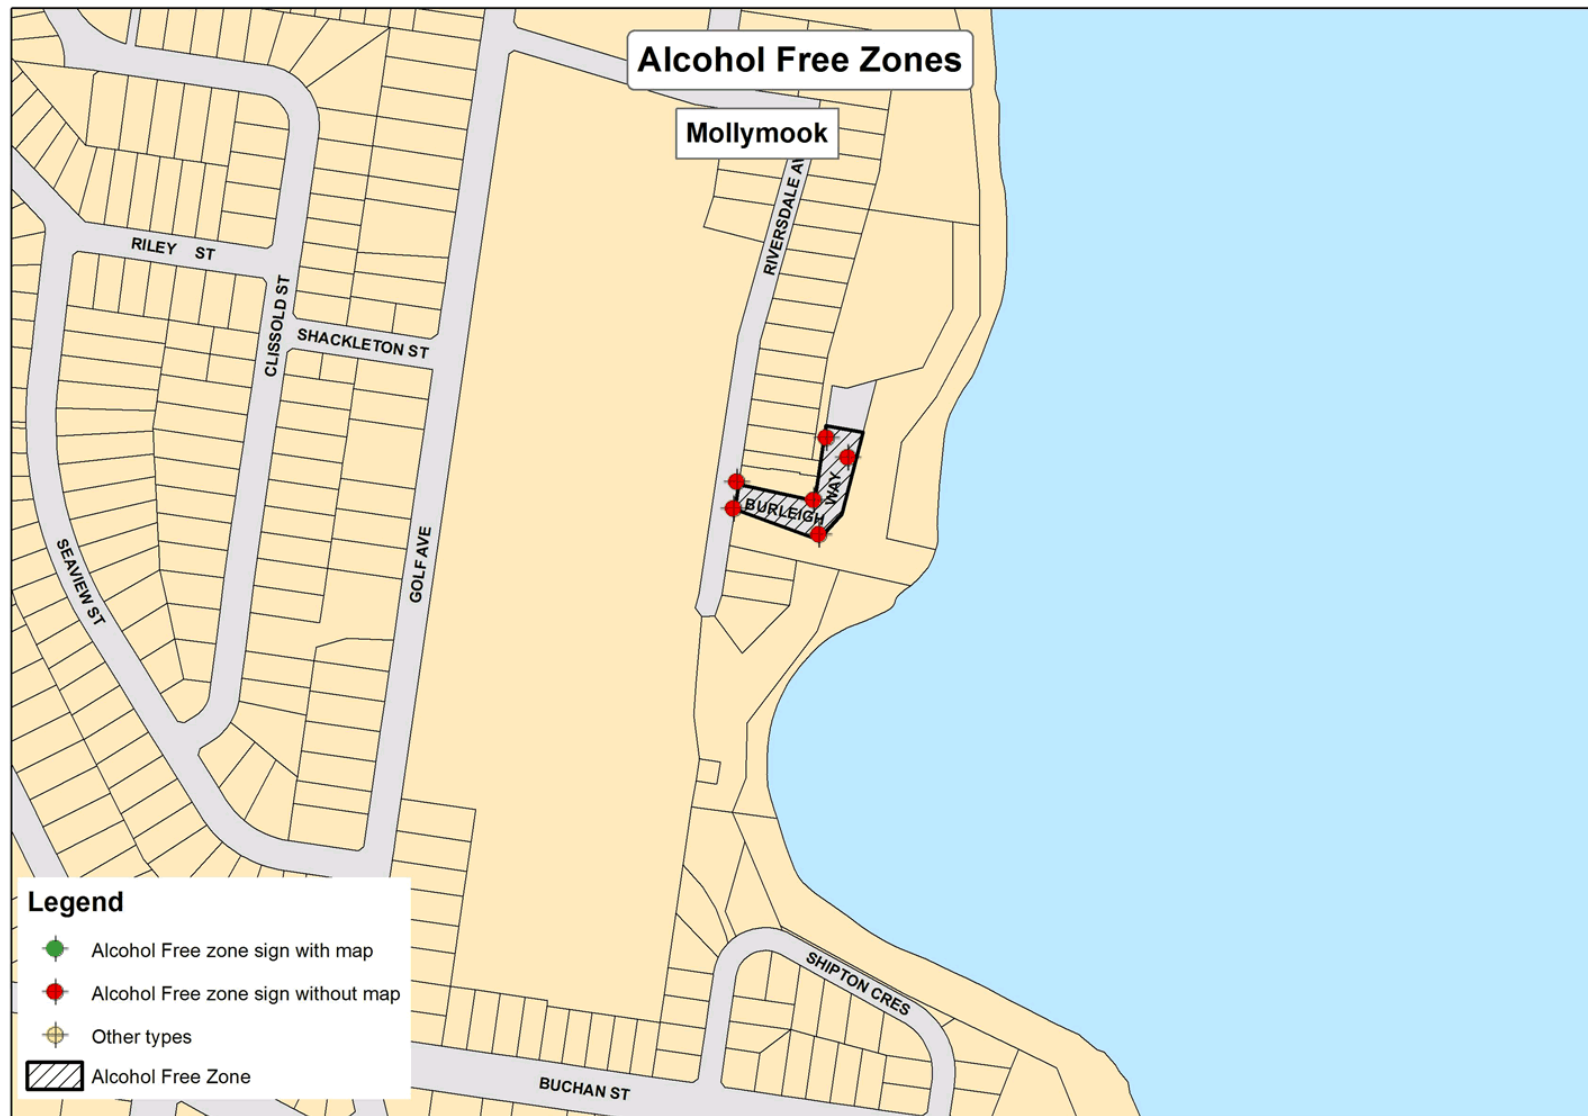 Alcohol Free Zones
Mollymook
RIVERSDALE AV
RILEY ST
CLISSOLD ST
SHACKLETON ST
BURLEIGH WAY
GOLF AVE
SEAVIEW ST
SHIPTON CRES
BUCHAN ST
Legend
Alcohol Free zone sign with map
Alcohol Free zone sign without map
Other types
Alcohol Free Zone